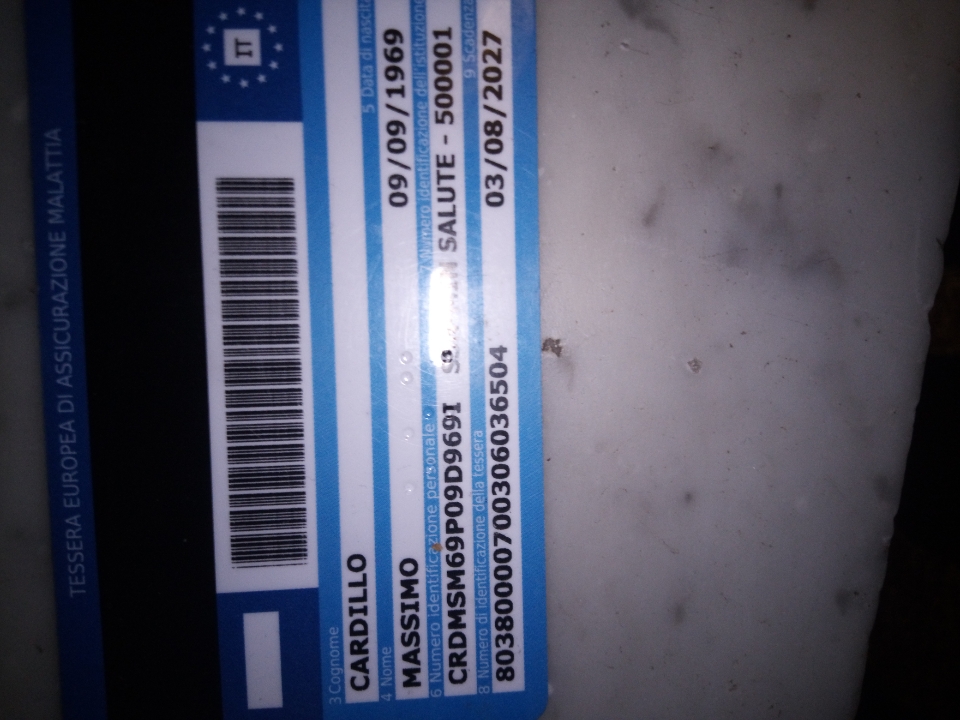 TESSERA EUROPEA DI ASSICURAZIONE MALATTIA
IT
3 Cognome
CARDILLO
4 Nome
5 Data di nascita
MASSIMO
09/09/1969
6 Numero identificazione personale
7 Numero identificazione dell'istituzione
CRDMSM69P09D969I
SALUTE - 500001
8 Numero di identificazione della tessera
9 Scadenza
80380000700306036504
03/08/2027